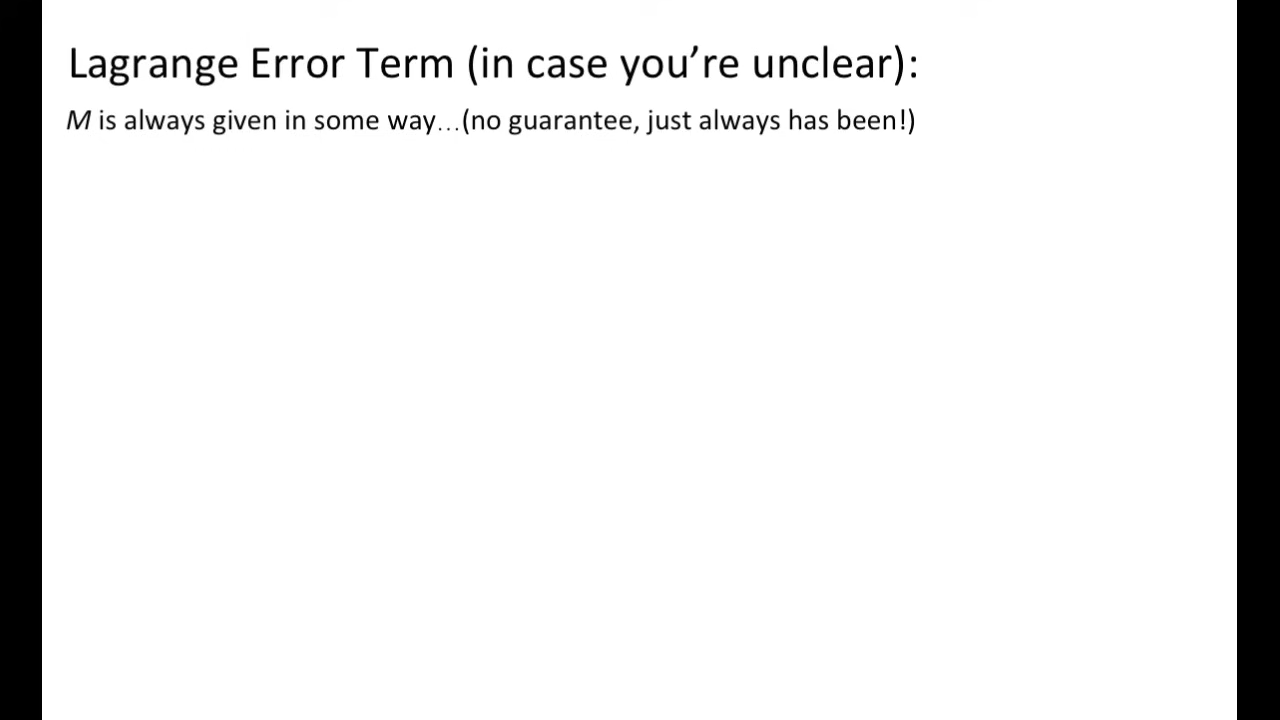 Lagrange Error Term (in case you’re unclear):
M is always given in some way…(no guarantee, just always has been!)